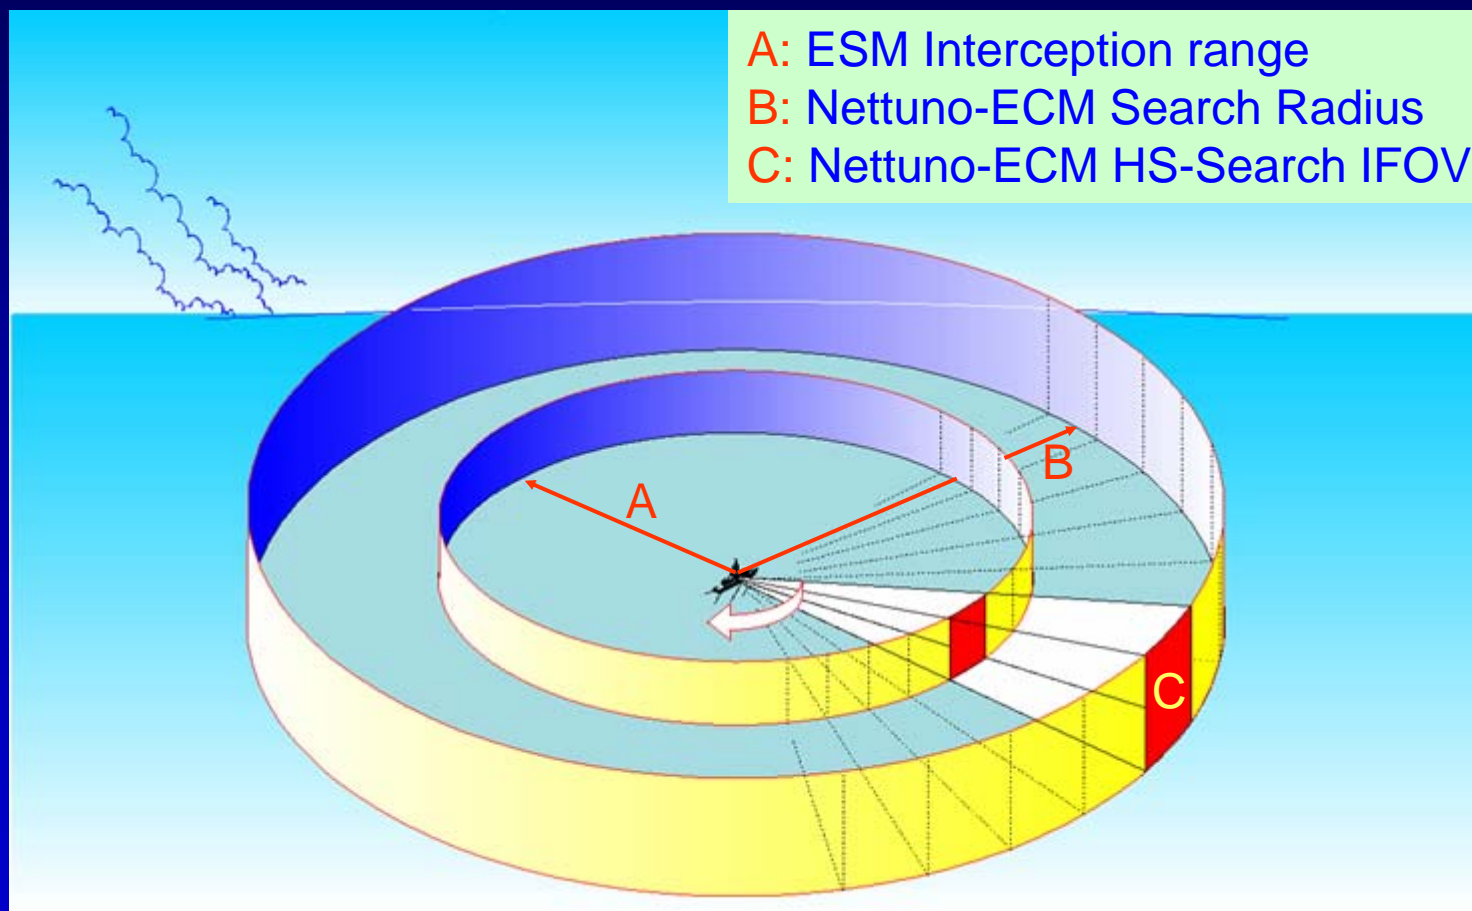 A: ESM Interception range
B: Nettuno-ECM Search Radius
C: Nettuno-ECM HS-Search IFOV
B
A
C